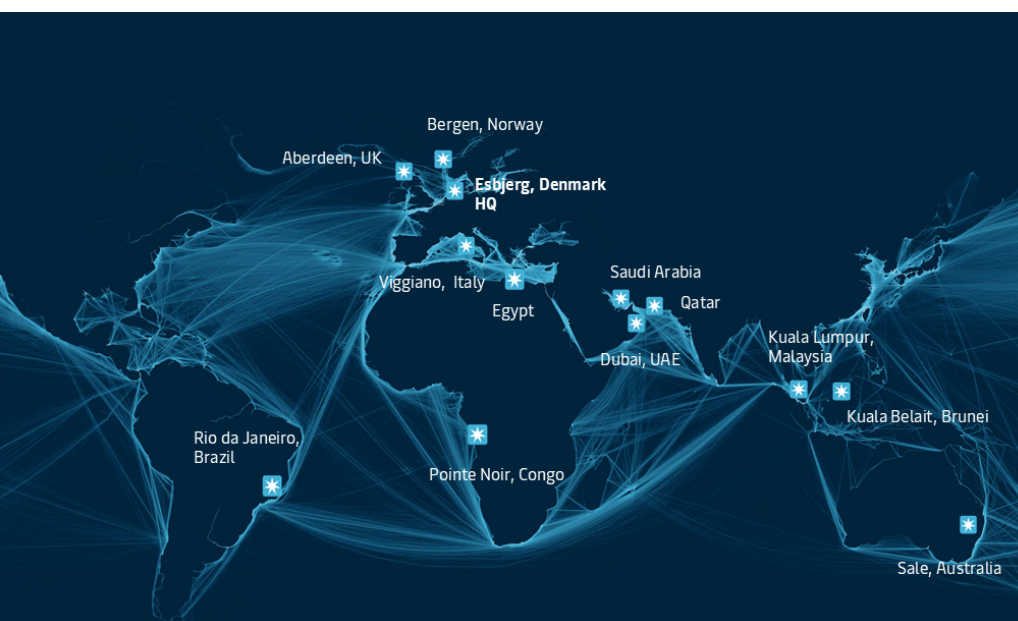 Bergen, Norway
Aberdeen, UK
Esbjerg, Denmark
HQ
Viggiano, Italy
Egypt
Saudi Arabia
Qatar
Dubai, UAE
Kuala Lumpur,
Malaysia
Kuala Belait, Brunei
Rio da Janeiro,
Brazil
Pointe Noir, Congo
Sale, Australia